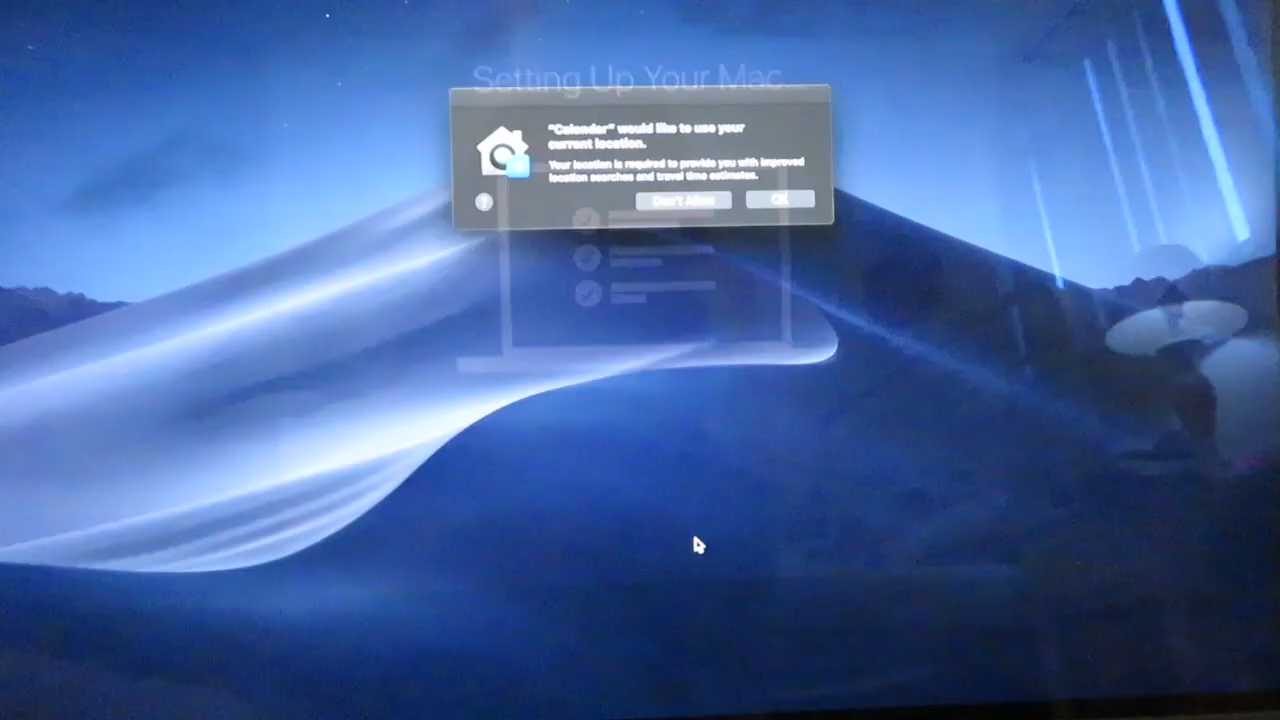 Setting Up Your Mac
"Calendar" would like to use your
current location.
Your location is required to provide you with improved
location searches and travel time estimates.
Don't Allow
OK